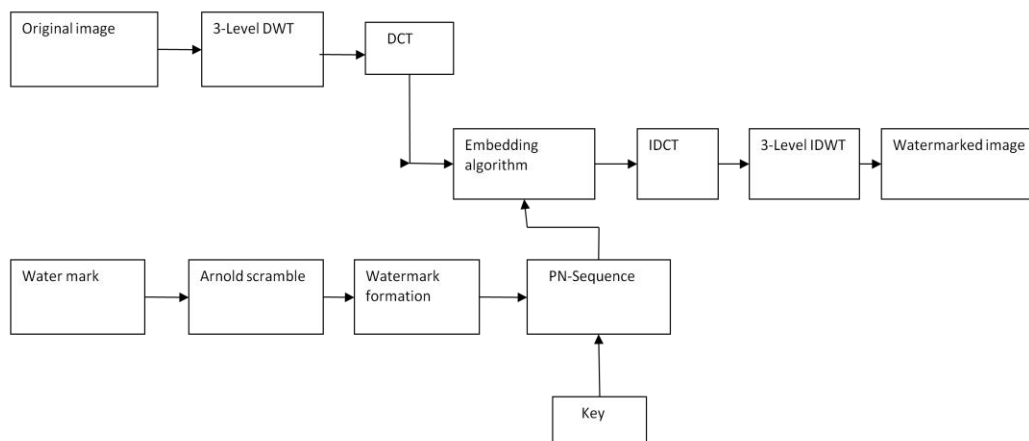 Original image
3-Level DWT
DCT
Embedding
algorithm
IDCT
3-Level IDWT
Watermarked image
Water mark
Arnold scramble
Watermark
formation
PN-Sequence
Key